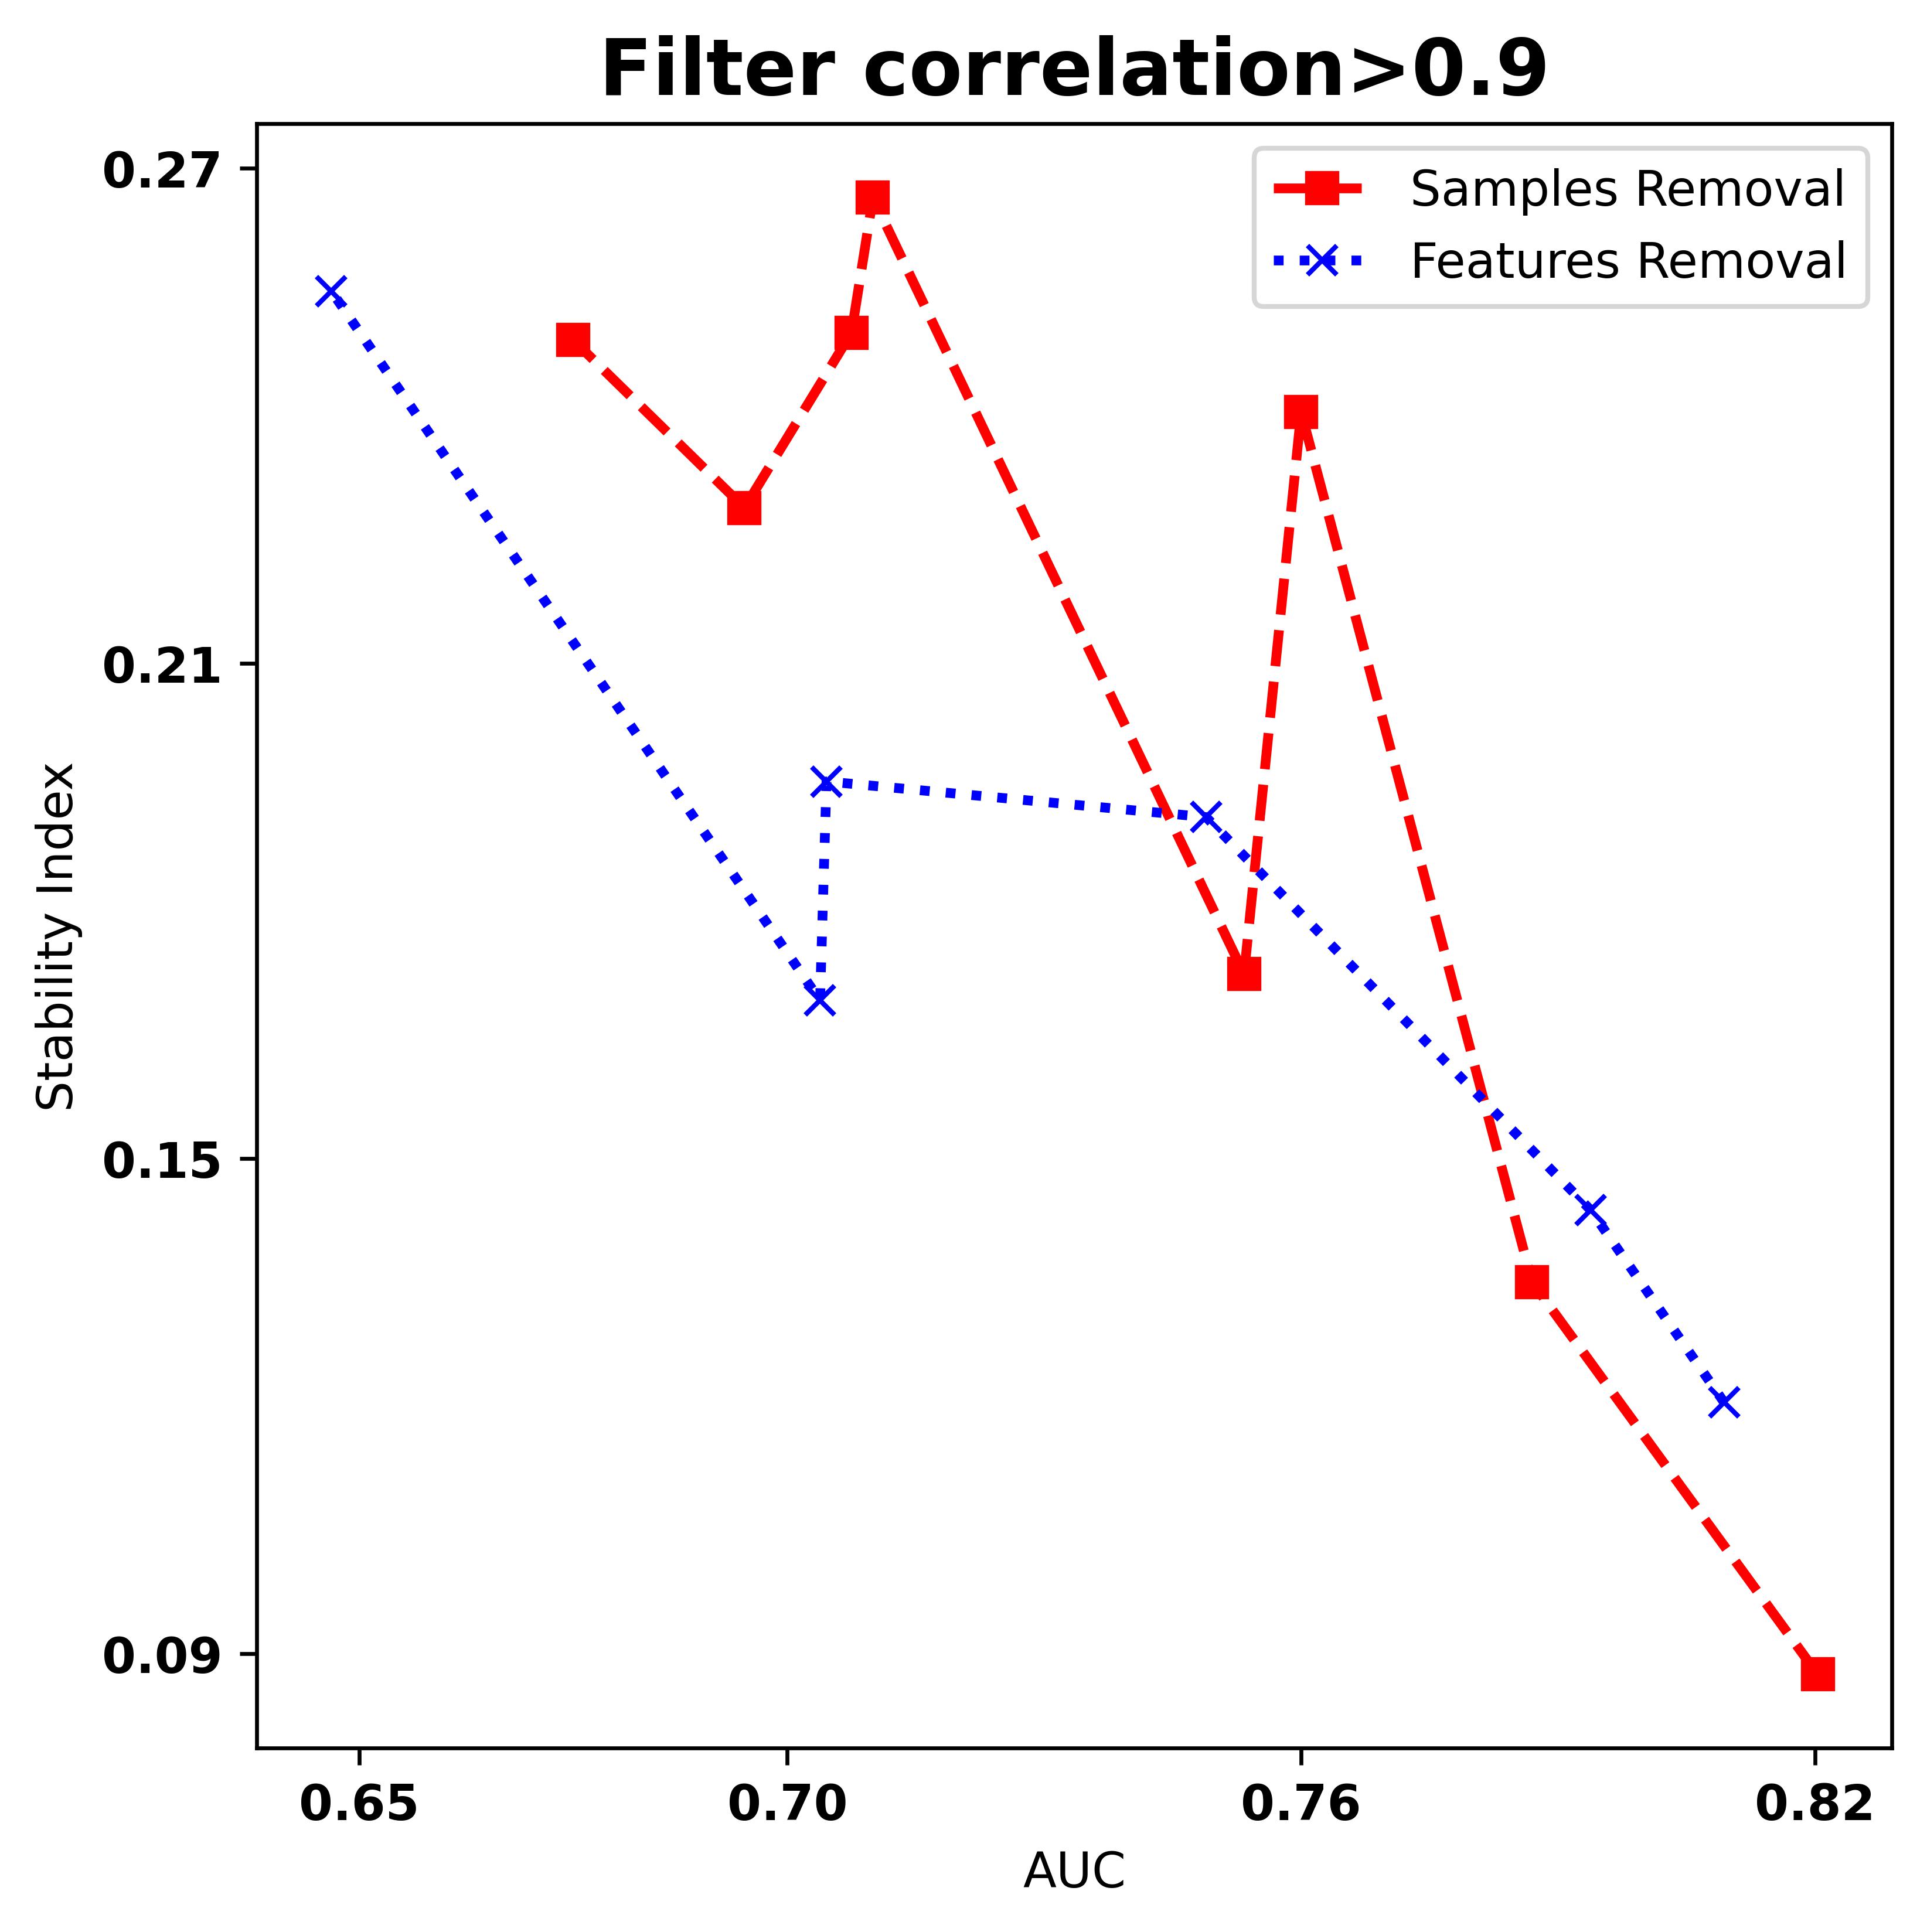 Filter correlation>0.9
Samples Removal
Features Removal
0.27
0.21
0.15
0.09
Stability Index
0.65 0.70 0.76 0.82
AUC